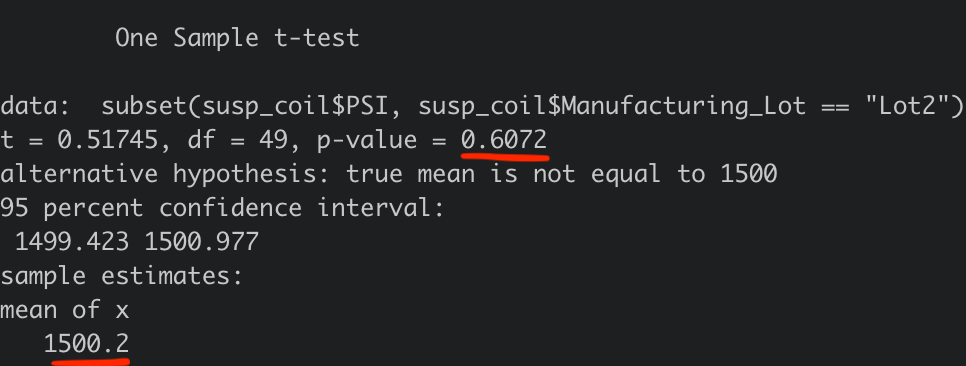 One Sample t-test
data:  subset(susp_coil$PSI, susp_coil$Manufacturing_Lot == "Lot2")
t = 0.51745, df = 49, p-value = 0.6072
alternative hypothesis: true mean is not equal to 1500
95 percent confidence interval:
1499.423 1500.977
sample estimates:
mean of x
1500.2